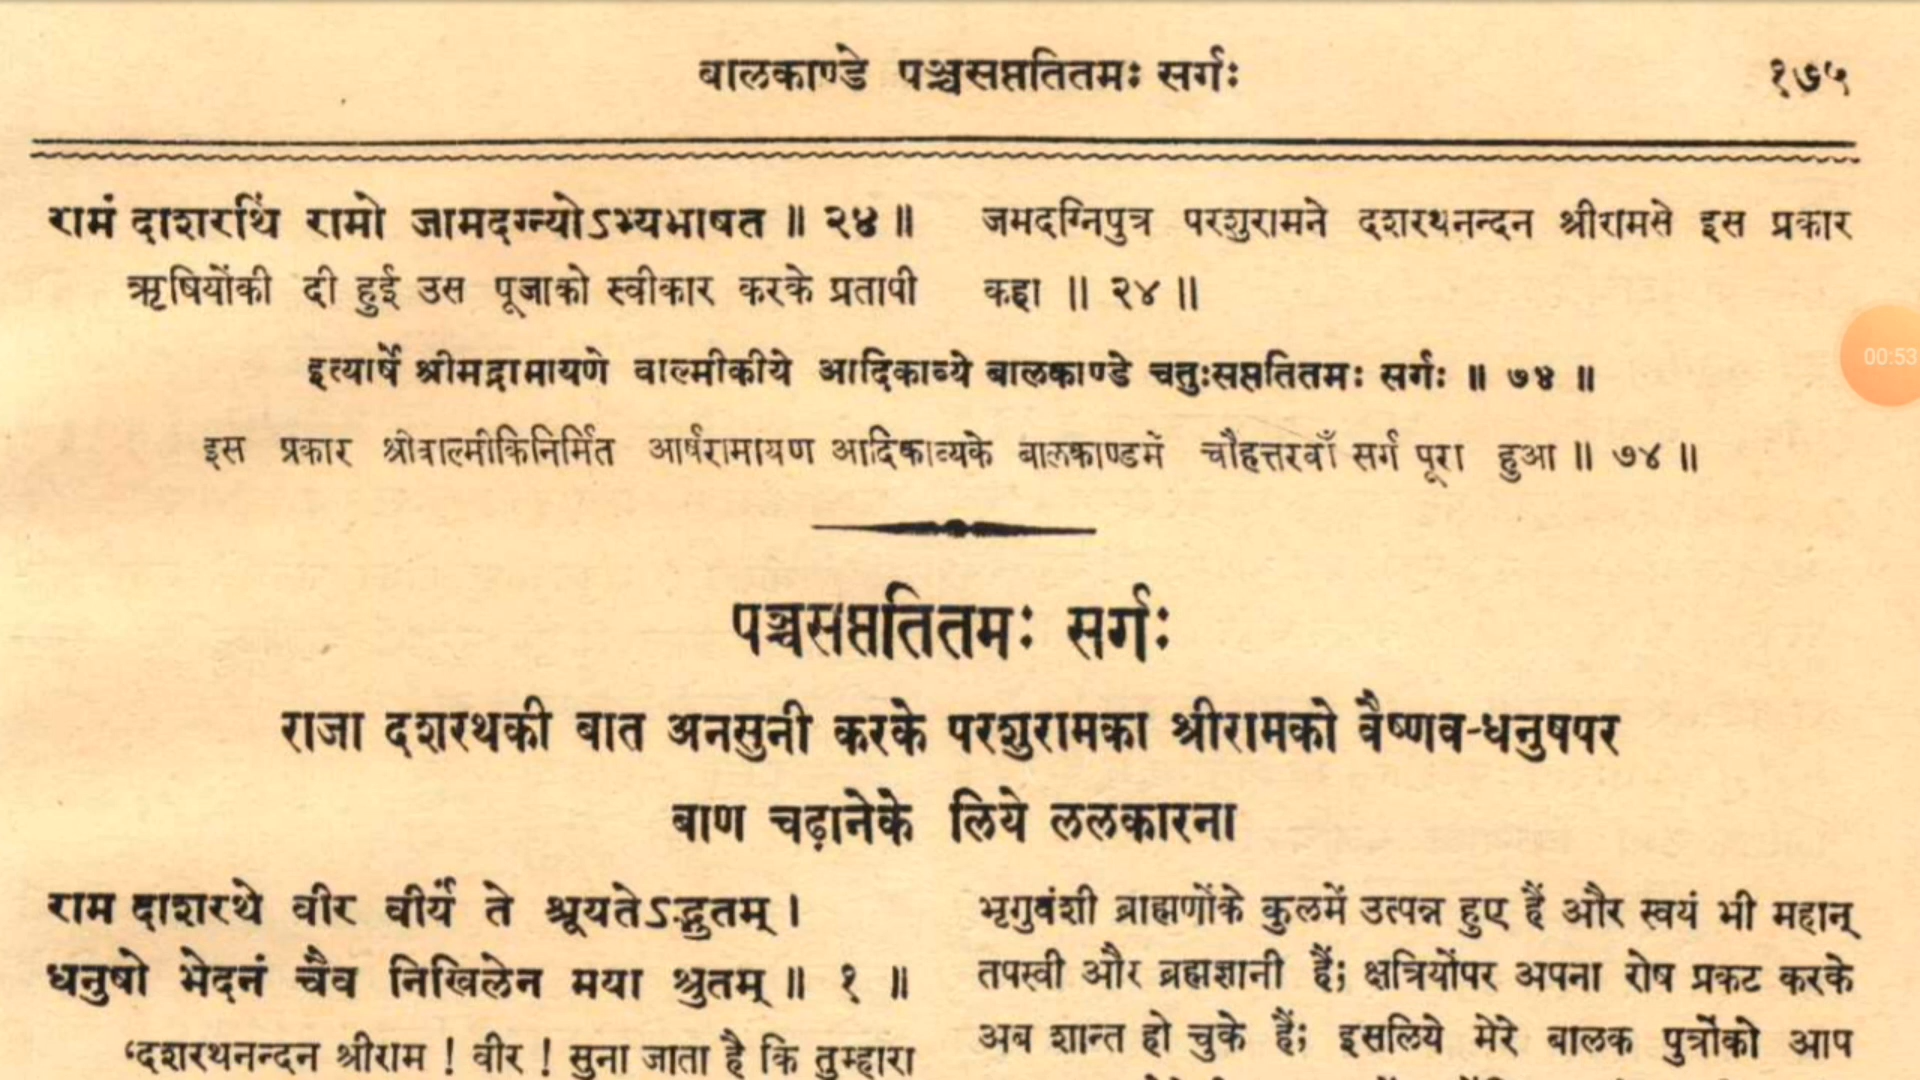 बालकाण्डे पञ्चसप्ततितमः सर्गः १७५
रामं दाशरथिं रामो जामदग्न्योऽभ्यभाषत ॥ २४ ॥
ऋषियोंकी दी हुई उस पूजाको स्वीकार करके प्रतापी
जमदग्निपुत्र परशुरामने दशरथनन्दन श्रीरामसे इस प्रकार
कहा ॥ २४ ॥
इत्यार्षे श्रीमद्रामायणे वाल्मीकीये आदिकाव्ये बालकाण्डे चतुःसप्ततितमः सर्गः ॥ ७४ ॥
इस प्रकार श्रीवाल्मीकिनिर्मित आर्षरामायण आदिकाव्यके बालकाण्डमें चौहत्तरवाँ सर्ग पूरा हुआ ॥ ७४ ॥
पञ्चसप्ततितमः सर्गः
राजा दशरथकी बात अनसुनी करके परशुरामका श्रीरामको वैष्णव-धनुषपर
बाण चढ़ानेके लिये ललकारना
राम दाशरथे वीर वीर्यं ते श्रूयतेऽद्भुतम् ।
धनुषो भेदनं चैव निखिलेन मया श्रुतम् ॥ १ ॥
‘दशरथनन्दन श्रीराम ! वीर ! सुना जाता है कि तुम्हारा
भृगुवंशी ब्राह्मणोंके कुलमें उत्पन्न हुए हैं और स्वयं भी महान्
तपस्वी और ब्रह्मज्ञानी हैं; क्षत्रियोंपर अपना रोष प्रकट करके
अब शान्त हो चुके हैं; इसलिये मेरे बालक पुत्रोंको आप
00:53